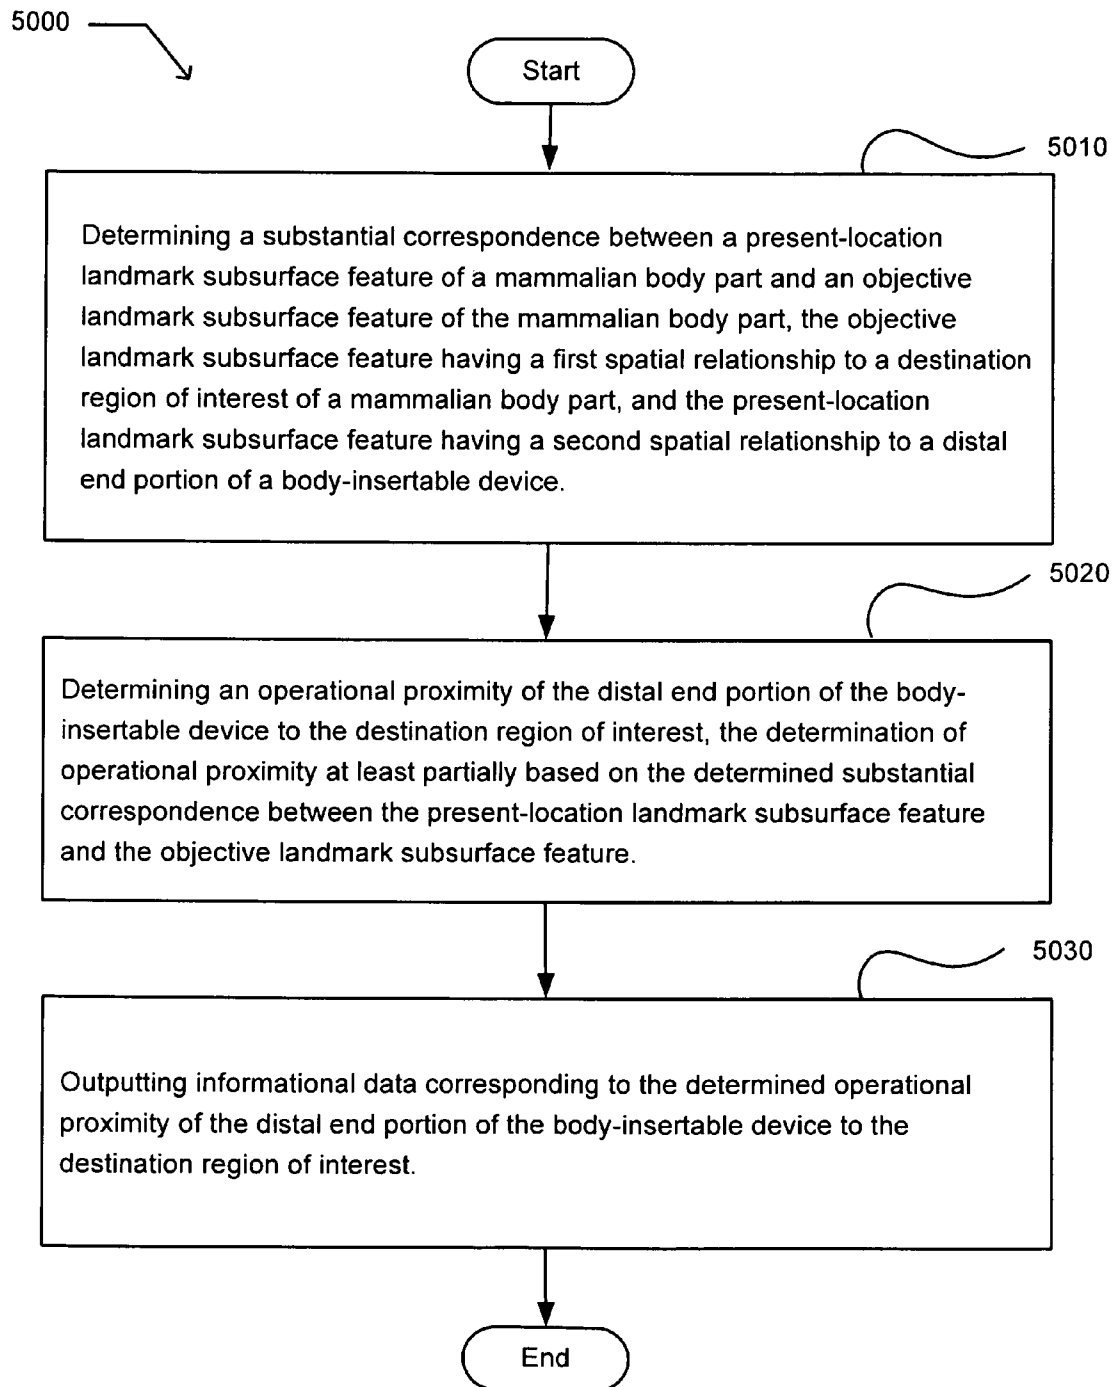 5000
Start
5010
Determining a substantial correspondence between a present-location
landmark subsurface feature of a mammalian body part and an objective
landmark subsurface feature of the mammalian body part, the objective
landmark subsurface feature having a first spatial relationship to a destination
region of interest of a mammalian body part, and the present-location
landmark subsurface feature having a second spatial relationship to a distal
end portion of a body-insertable device.
5020
Determining an operational proximity of the distal end portion of the body-
insertable device to the destination region of interest, the determination of
operational proximity at least partially based on the determined substantial
correspondence between the present-location landmark subsurface feature
and the objective landmark subsurface feature.
5030
Outputting informational data corresponding to the determined operational
proximity of the distal end portion of the body-insertable device to the
destination region of interest.
End